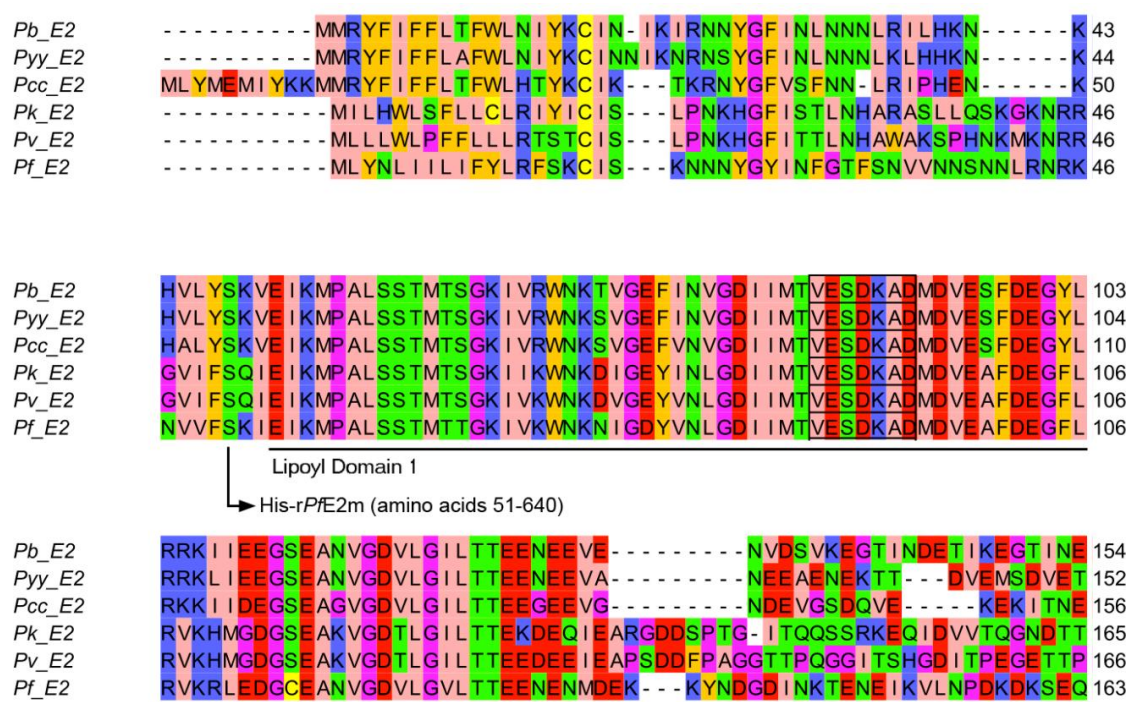 Pb_E2 ----------MMRYFIFFLTFWLNIYKCIN-IKIRNNYGFINLNNNLRILHKN------K 43
Pyy_E2 ----------MMRYFIFFLAFWLNIYKCINNIKNRNSYGFINLNNNLKLHHKN------K 44
Pcc_E2 MLYMEMIYKKMMRYFIFFLTFWLHTYKCIK---TKRNYGFVSFNN-LRIPHEN------K 50
Pk_E2 -----------MILHWLSFLLCLRIYICIS---LPNKHGFISTLNHARASLLQSKGKNRR 46
Pv_E2 -----------MLLLWLPFFLLLRTSTCIS---LPNKHGFITTLNHAWAKSPHNKMKNRR 46
Pf_E2 -----------MLYNLIILIFYLRFSKCIS---KNNNYGYINFGTFSNVVNNSNNLRNRK 46
Pb_E2 HVLYSKVEIKMPALSSTMTSGKIVRWNKTVGEFINVGDIIMTVESDKADMDVESFDEGYL 103
Pyy_E2 HVLYSKVEIKMPALSSTMTSGKIVRWNKSVGEFINVGDIIMTVESDKADMDVESFDEGYL 104
Pcc_E2 HALYSKVEIKMPALSSTMTSGKIVRWNKSVGEFVNVGDIIMTVESDKADMDVESFDEGYL 110
Pk_E2 GVIFSQIEIKMPALSSTMTSGKIIKWNKDIGEYINLGDIIMTVESDKADMDVEAFDEGFL 106
Pv_E2 GVIFSQIEIKMPALSSTMTSGKIVKWNKDVGEYVNLGDIIMTVESDKADMDVEAFDEGFL 106
Pf_E2 NVVFSKIEIKMPALSSTMTTGKIVKWNKNIGDYVNLGDIIMTVESDKADMDVEAFDEGFL 106
Lipoyl Domain 1
His-rPfE2m (amino acids 51-640)
Pb_E2 RRKIIEEGSEANVGDVLGILTTEENEEVE---------NVDSVKEGTINDETIKEGTINE 154
Pyy_E2 RRKLIEEGSEANVGDVLGILTTEENEEVA---------NEEAENEKTT---DVEMSDVET 152
Pcc_E2 RKKIIDEGSEAGVGDVLGILTTEEGEEVG---------NDEVGSDQVE-----KEKITNE 156
Pk_E2 RVKHMGDGSEAKVGDTLGILTTEKDEQIEARGDDSPTG-ITQQSSRKEQIDVVTQGNDTT 165
Pv_E2 RVKHMGDGSEAKVGDTLGILTTEEDEEIEAPSDDFPAGGTTPQGGITSHGDITPEGETTP 166
Pf_E2 RVKRLEDGCEANVGDVLGVLTTEENENMDEK---KYNDGDINKTENEIKVLNPDKDKSEQ 163